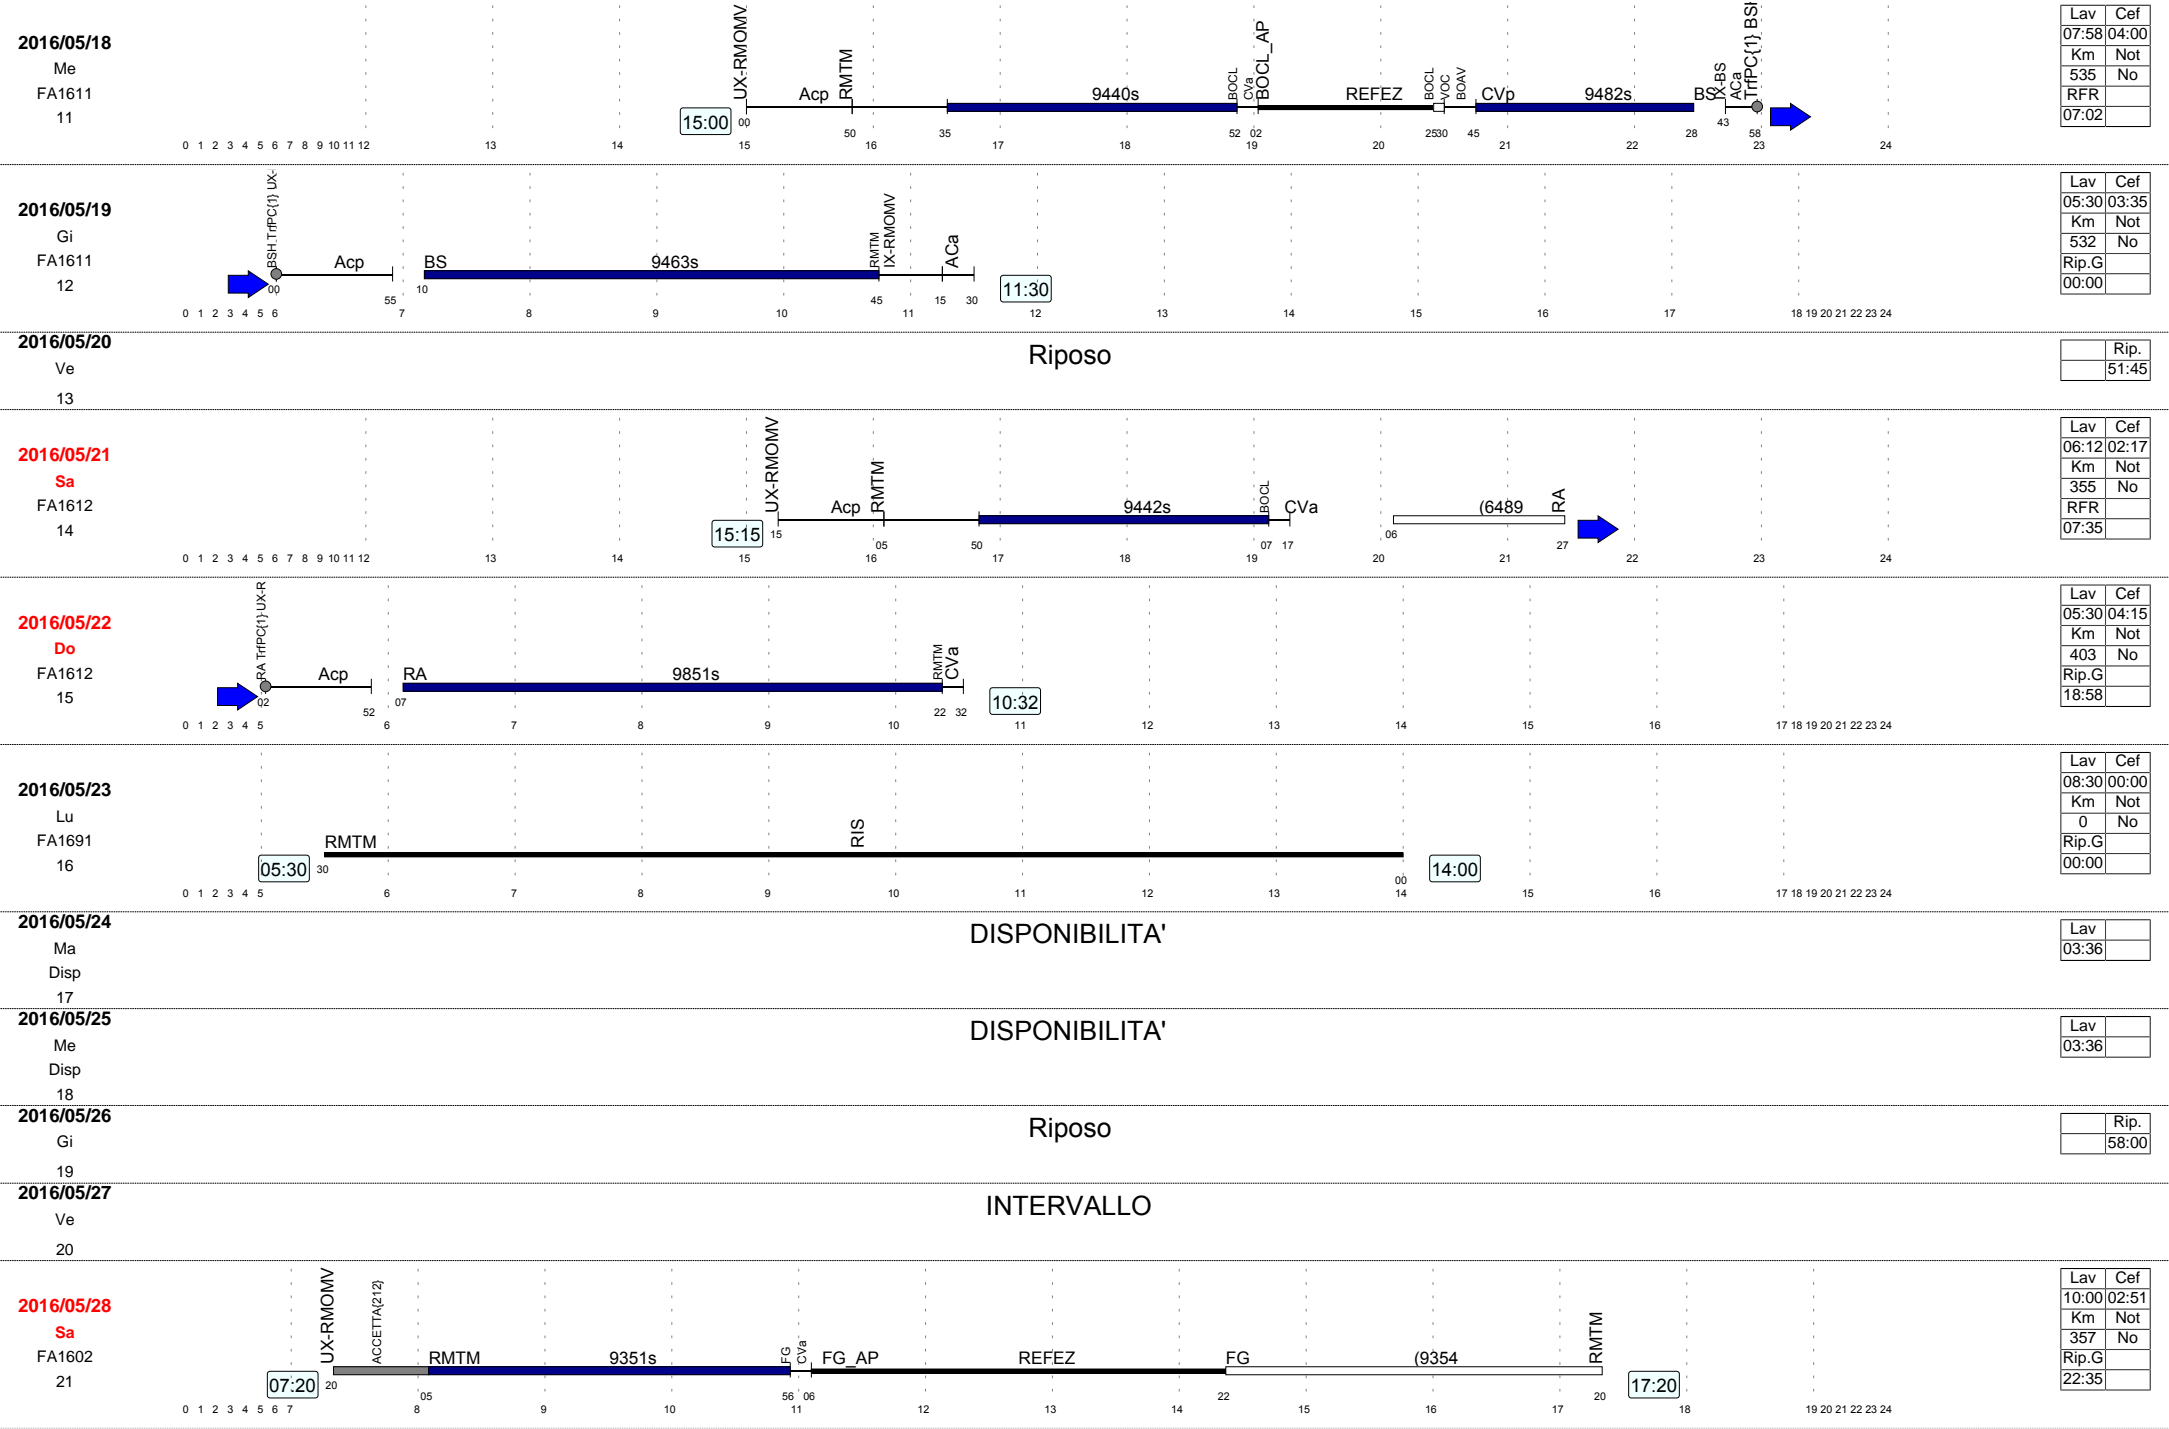 2016/05/18
Me
FA1611
11
15:00
UX-RMOMV
Acp
RMTM
9440s
BOCL
CVa
BOCL_AP
REFEZ
BOCL
VOC
BOAV
CVp
9482s
BS
IX-BS
ACa
TrfPC{1} BSH
00 50 35 52 02 25 30 45 28 43 58
0 1 2 3 4 5 6 7 8 9 10 11 12 13 14 15 16 17 18 19 20 21 22 23 24
Lav Cef
07:58 04:00
Km Not
535 No
RFR
07:02
2016/05/19
Gi
FA1611
12
BSH TrfPC{1} UX-
Acp
BS
9463s
RMTM
IX-RMOMV
ACa
11:30
00 55 10 45 15 30
0 1 2 3 4 5 6 7 8 9 10 11 12 13 14 15 16 17 18 19 20 21 22 23 24
Lav Cef
05:30 03:35
Km Not
532 No
Rip.G
00:00
2016/05/20
Ve
13
Riposo
Rip.
51:45
2016/05/21
Sa
FA1612
14
15:15
UX-RMOMV
Acp
RMTM
9442s
BOCL
CVa
(6489
RA
15 05 50 07 17 06 27
0 1 2 3 4 5 6 7 8 9 10 11 12 13 14 15 16 17 18 19 20 21 22 23 24
Lav Cef
06:12 02:17
Km Not
355 No
RFR
07:35
2016/05/22
Do
FA1612
15
RA TrfPC{1} UX-R
Acp
RA
9851s
RMTM
CVa
10:32
02 52 07 22 32
0 1 2 3 4 5 6 7 8 9 10 11 12 13 14 15 16 17 18 19 20 21 22 23 24
Lav Cef
05:30 04:15
Km Not
403 No
Rip.G
18:58
2016/05/23
Lu
FA1691
16
05:30
RMTM
RIS
14:00
30 00
0 1 2 3 4 5 6 7 8 9 10 11 12 13 14 15 16 17 18 19 20 21 22 23 24
Lav Cef
08:30 00:00
Km Not
0 No
Rip.G
00:00
2016/05/24
Ma
Disp
17
DISPONIBILITA'
Lav
03:36
2016/05/25
Me
Disp
18
DISPONIBILITA'
Lav
03:36
2016/05/26
Gi
19
Riposo
Rip.
58:00
2016/05/27
Ve
20
INTERVALLO
2016/05/28
Sa
FA1602
21
07:20
UX-RMOMV
ACCETTA{212}
RMTM
9351s
FG
CVa
FG_AP
REFEZ
FG
(9354
RMTM
17:20
20 05 56 06 22 20
0 1 2 3 4 5 6 7 8 9 10 11 12 13 14 15 16 17 18 19 20 21 22 23 24
Lav Cef
10:00 02:51
Km Not
357 No
Rip.G
22:35